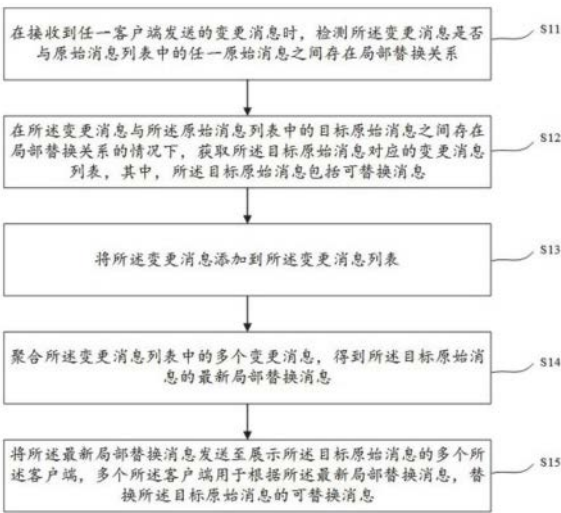 在接收到任一客户端发送的变更消息时，检测所述变更消息是否
与原始消息列表中的任一原始消息之间存在局部替换关系
S11
在所述变更消息与所述原始消息列表中的目标原始消息之间存在
局部替换关系的情况下，获取所述目标原始消息对应的变更消息
列表，其中，所述目标原始消息包括可替换消息
S12
将所述变更消息添加到所述变更消息列表
S13
聚合所述变更消息列表中的多个变更消息，得到所述目标原始消
息的最新局部替换消息
S14
将所述最新局部替换消息发送至展示所述目标原始消息的多个所
述客户端，多个所述客户端用于根据所述最新局部替换消息，替
换所述目标原始消息的可替换消息
S15